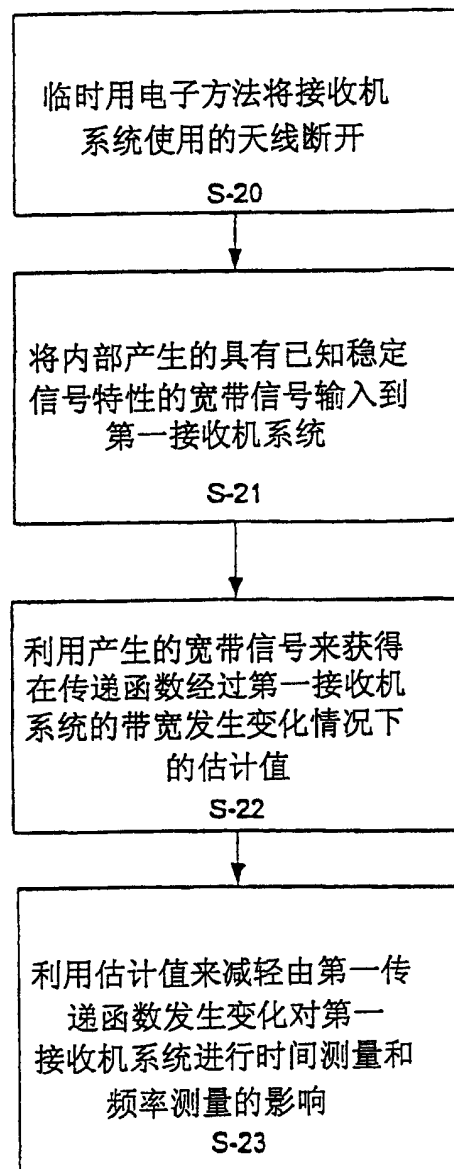 临时用电子方法将接收机
系统使用的天线断开
S-20
将内部产生的具有已知稳定
信号特性的宽带信号输入到
第一接收机系统
S-21
利用产生的宽带信号来获得
在传递函数经过第一接收机
系统的带宽发生变化情况下
的估计值
S-22
利用估计值来减轻由第一传
递函数发生变化对第一
接收机系统进行时间测量和
频率测量的影响
S-23